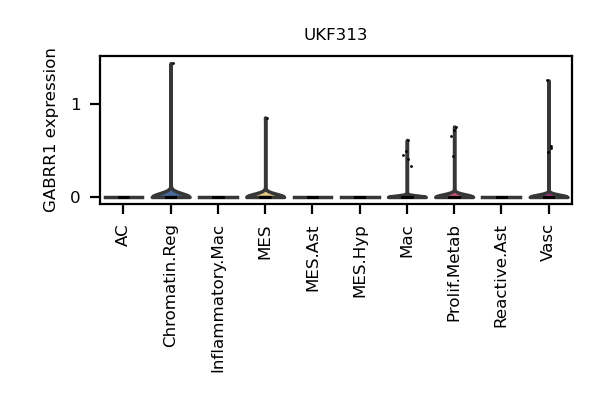 UKF313
GABRR1 expression
1
0
AC
Chromatin.Reg
Inflammatory.Mac
MES
MES.Ast
MES.Hyp
Mac
Prolif.Metab
Reactive.Ast
Vasc